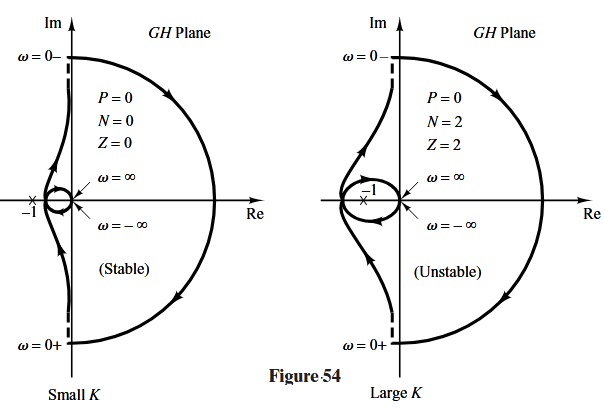 Im
GH Plane
ω = 0–
P = 0
N = 0
Z = 0
ω = ∞
–1
Re
ω = – ∞
(Stable)
ω = 0+
Small K
Im
GH Plane
ω = 0–
P = 0
N = 2
Z = 2
ω = ∞
–1
Re
ω = – ∞
(Unstable)
ω = 0+
Large K
Figure 54